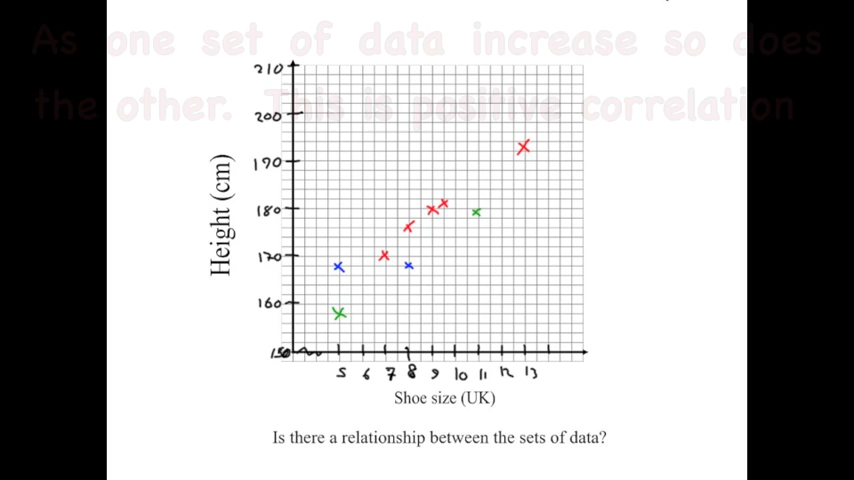 As one set of data increase so does
the other. This is positive correlation
210
200
190
180
170
160
150
Height (cm)
5 6 7 8 9 10 11 12 13
Shoe size (UK)
Is there a relationship between the sets of data?